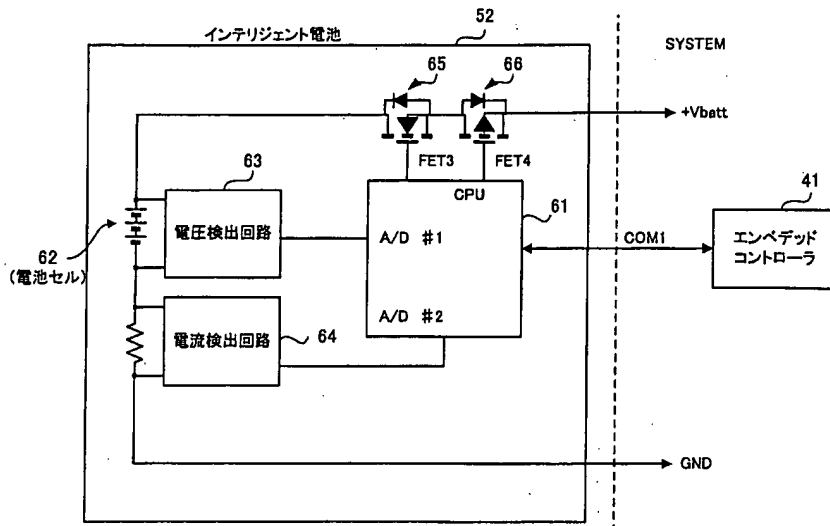 インテリジェント電池
52
SYSTEM
65
66
+Vbatt
FET3
FET4
63
CPU
61
41
電圧検出回路
A/D #1
COM1
エンベデッド
コントローラ
62
(電池セル)
A/D #2
電流検出回路
64
GND